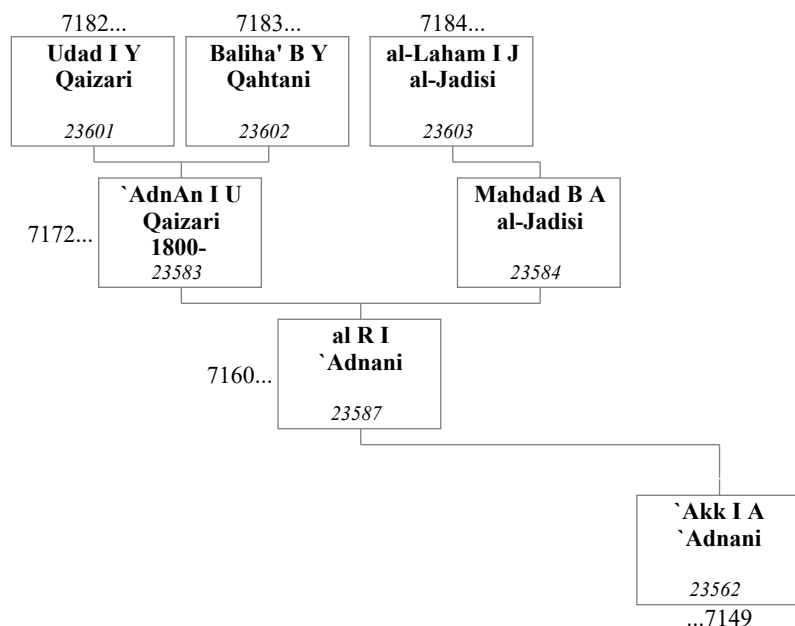 7182...
7183...
7184...
Udad I Y
Qaizari
23601
Baliha' B Y
Qahtani
23602
al-Laham I J
al-Jadisi
23603
7172...
`AdnAn I U
Qaizari
1800-
23583
Mahdad B A
al-Jadisi
23584
7160...
al R I
`Adnani
23587
`Akk I A
`Adnani
23562
...7149